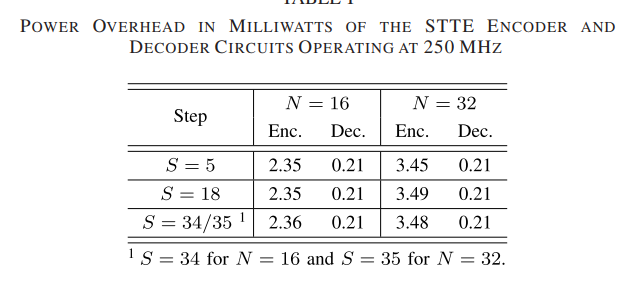 POWER OVERHEAD IN MILLIWATTS OF THE STTE ENCODER AND
DECODER CIRCUITS OPERATING AT 250 MHZ
Step N = 16 N = 32
Enc. Dec. Enc. Dec.
S = 5 2.35 0.21 3.45 0.21
S = 18 2.35 0.21 3.49 0.21
S = 34/35 ¹ 2.36 0.21 3.48 0.21
¹ S = 34 for N = 16 and S = 35 for N = 32.